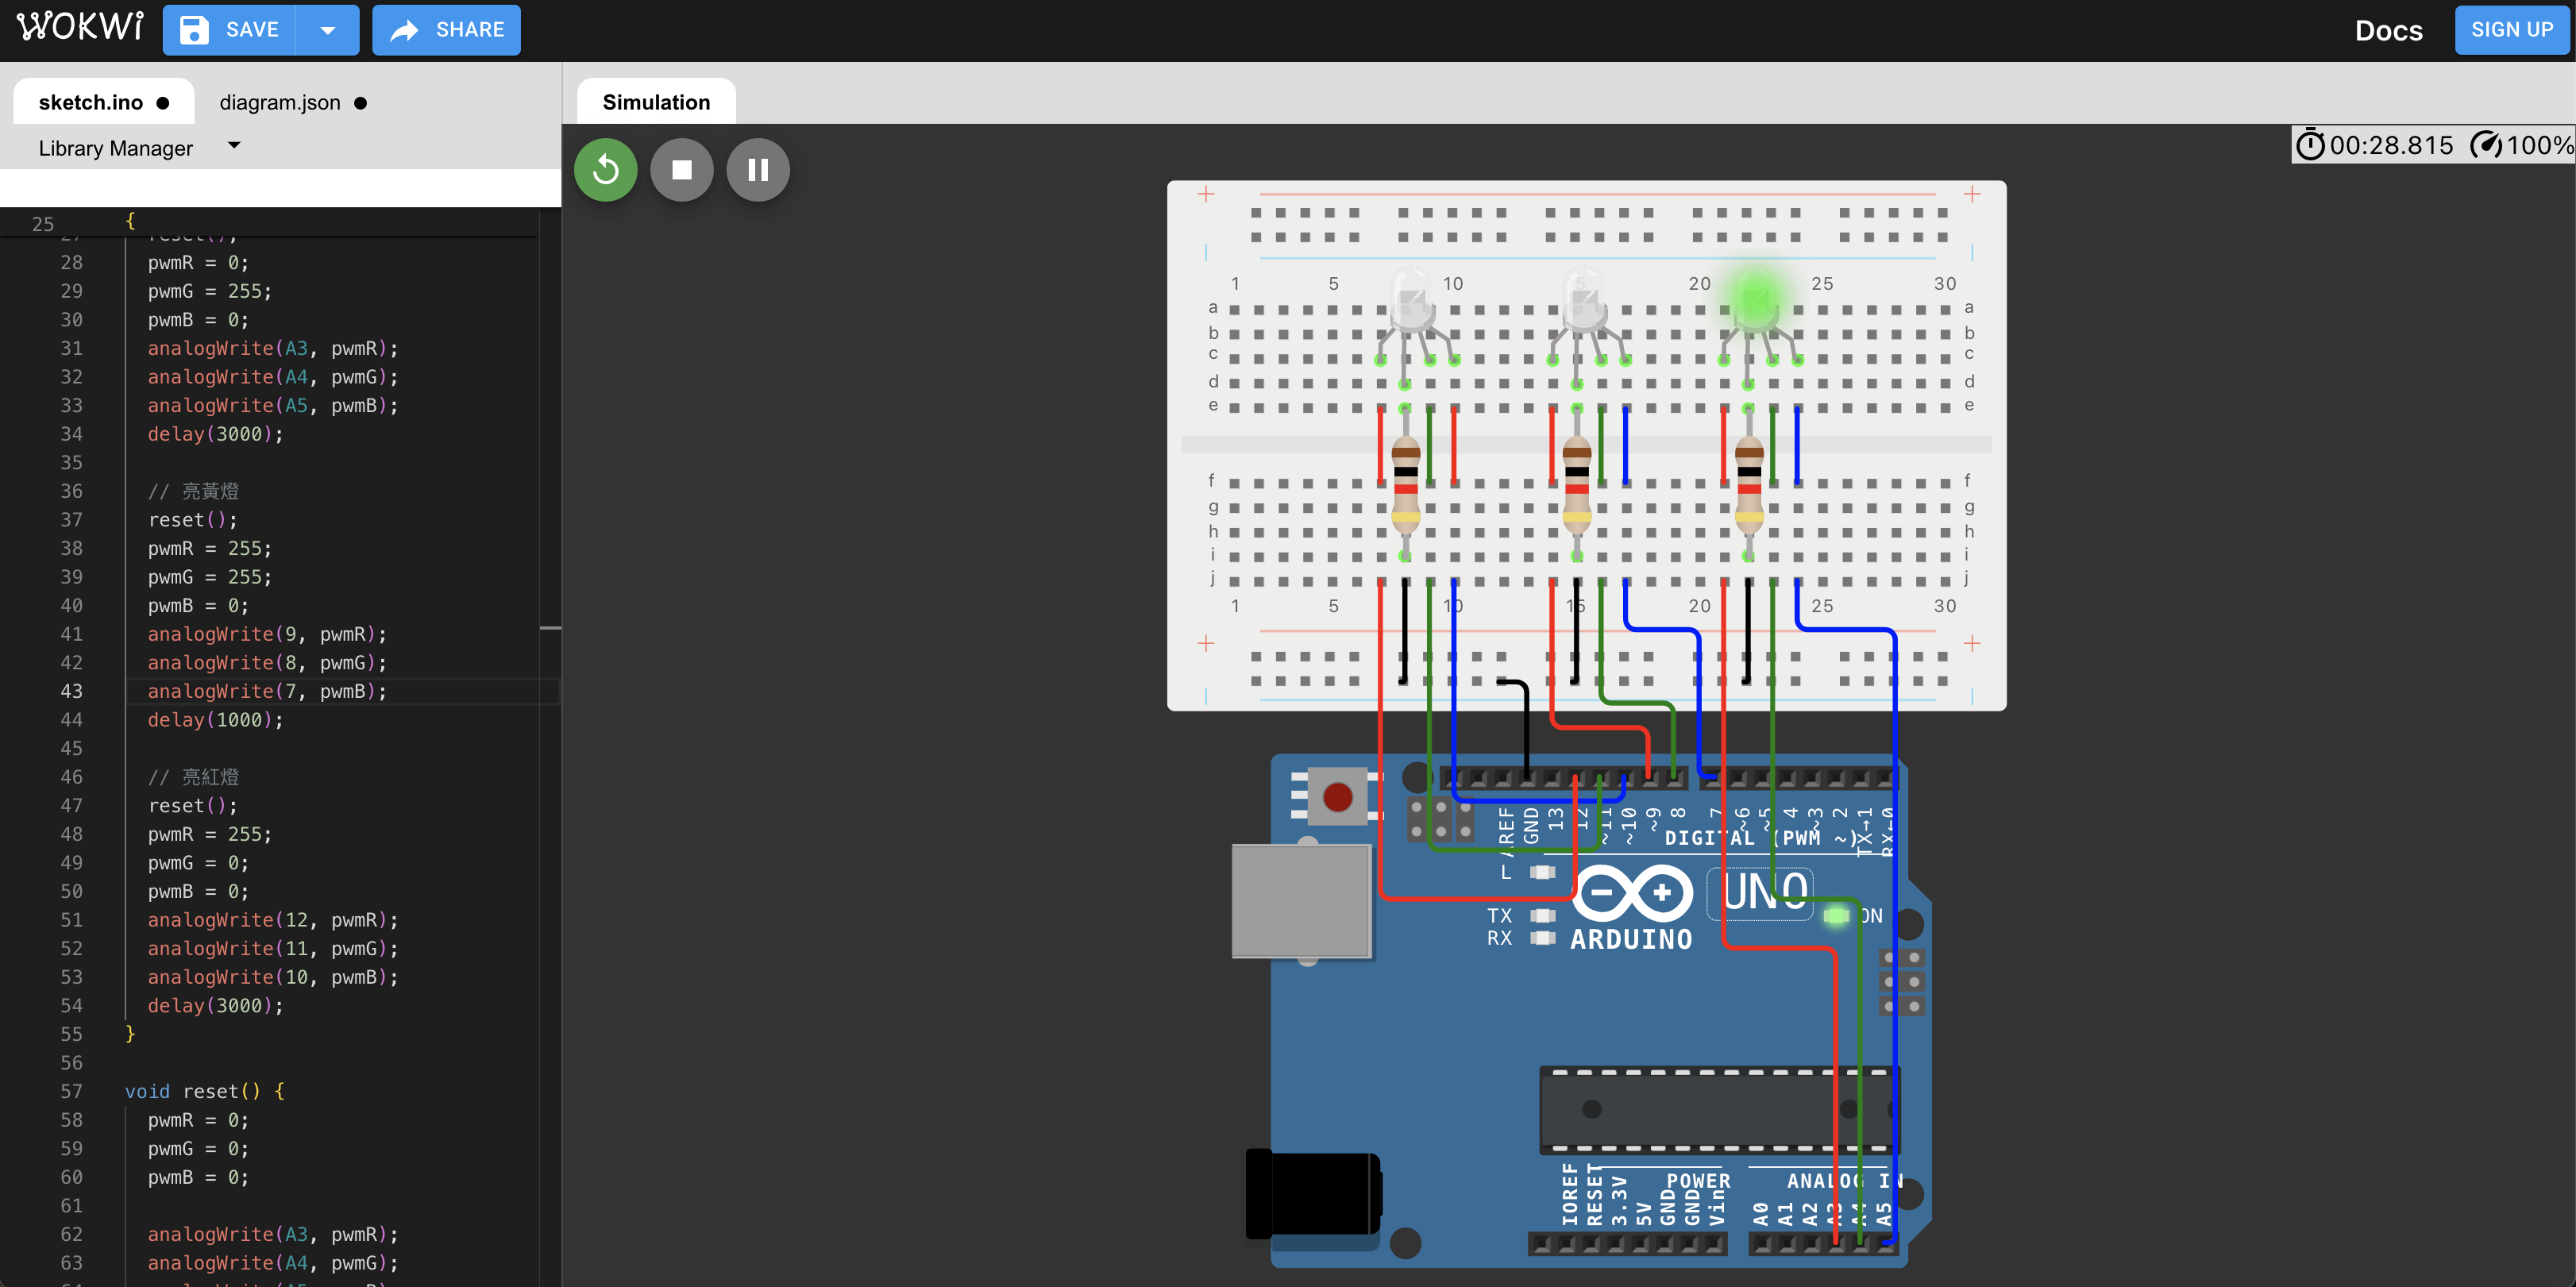 WOKWI
SAVE
SHARE
Docs
SIGN UP
sketch.ino ●
diagram.json ●
Library Manager
Simulation
00:28.815
100%
25 {
27 reset();
28 pwmR = 0;
29 pwmG = 255;
30 pwmB = 0;
31 analogWrite(A3, pwmR);
32 analogWrite(A4, pwmG);
33 analogWrite(A5, pwmB);
34 delay(3000);
35
36 // 亮黃燈
37 reset();
38 pwmR = 255;
39 pwmG = 255;
40 pwmB = 0;
41 analogWrite(9, pwmR);
42 analogWrite(8, pwmG);
43 analogWrite(7, pwmB);
44 delay(1000);
45
46 // 亮紅燈
47 reset();
48 pwmR = 255;
49 pwmG = 0;
50 pwmB = 0;
51 analogWrite(12, pwmR);
52 analogWrite(11, pwmG);
53 analogWrite(10, pwmB);
54 delay(3000);
55 }
56
57 void reset() {
58 pwmR = 0;
59 pwmG = 0;
60 pwmB = 0;
61
62 analogWrite(A3, pwmR);
63 analogWrite(A4, pwmG);
1 5 10 20 25 30
a a
b b
c c
d d
e e
f f
g g
h h
i i
j j
1 5 10 15 20 25 30
AREF GND 13 12 ~11 ~10 ~9 8 7 ~6 ~5 4 ~3 2 TX→1 RX←0
DIGITAL (PWM ~)
L
UNO
TX
ON
RX
ARDUINO
IOREF RESET 3.3V 5V GND GND Vin
POWER
ANALOG IN
A0 A1 A2 A3 A4 A5